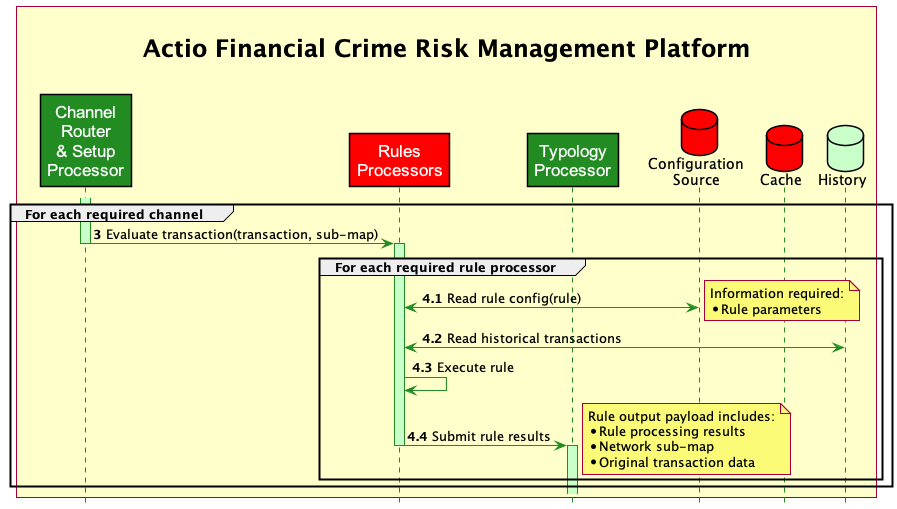 Actio Financial Crime Risk Management Platform
Channel
Router
& Setup
Processor
Rules
Processors
Typology
Processor
Configuration
Source
Cache
History
For each required channel
3 Evaluate transaction(transaction, sub-map)
For each required rule processor
4.1 Read rule config(rule)
Information required:
• Rule parameters
4.2 Read historical transactions
4.3 Execute rule
4.4 Submit rule results
Rule output payload includes:
• Rule processing results
• Network sub-map
• Original transaction data